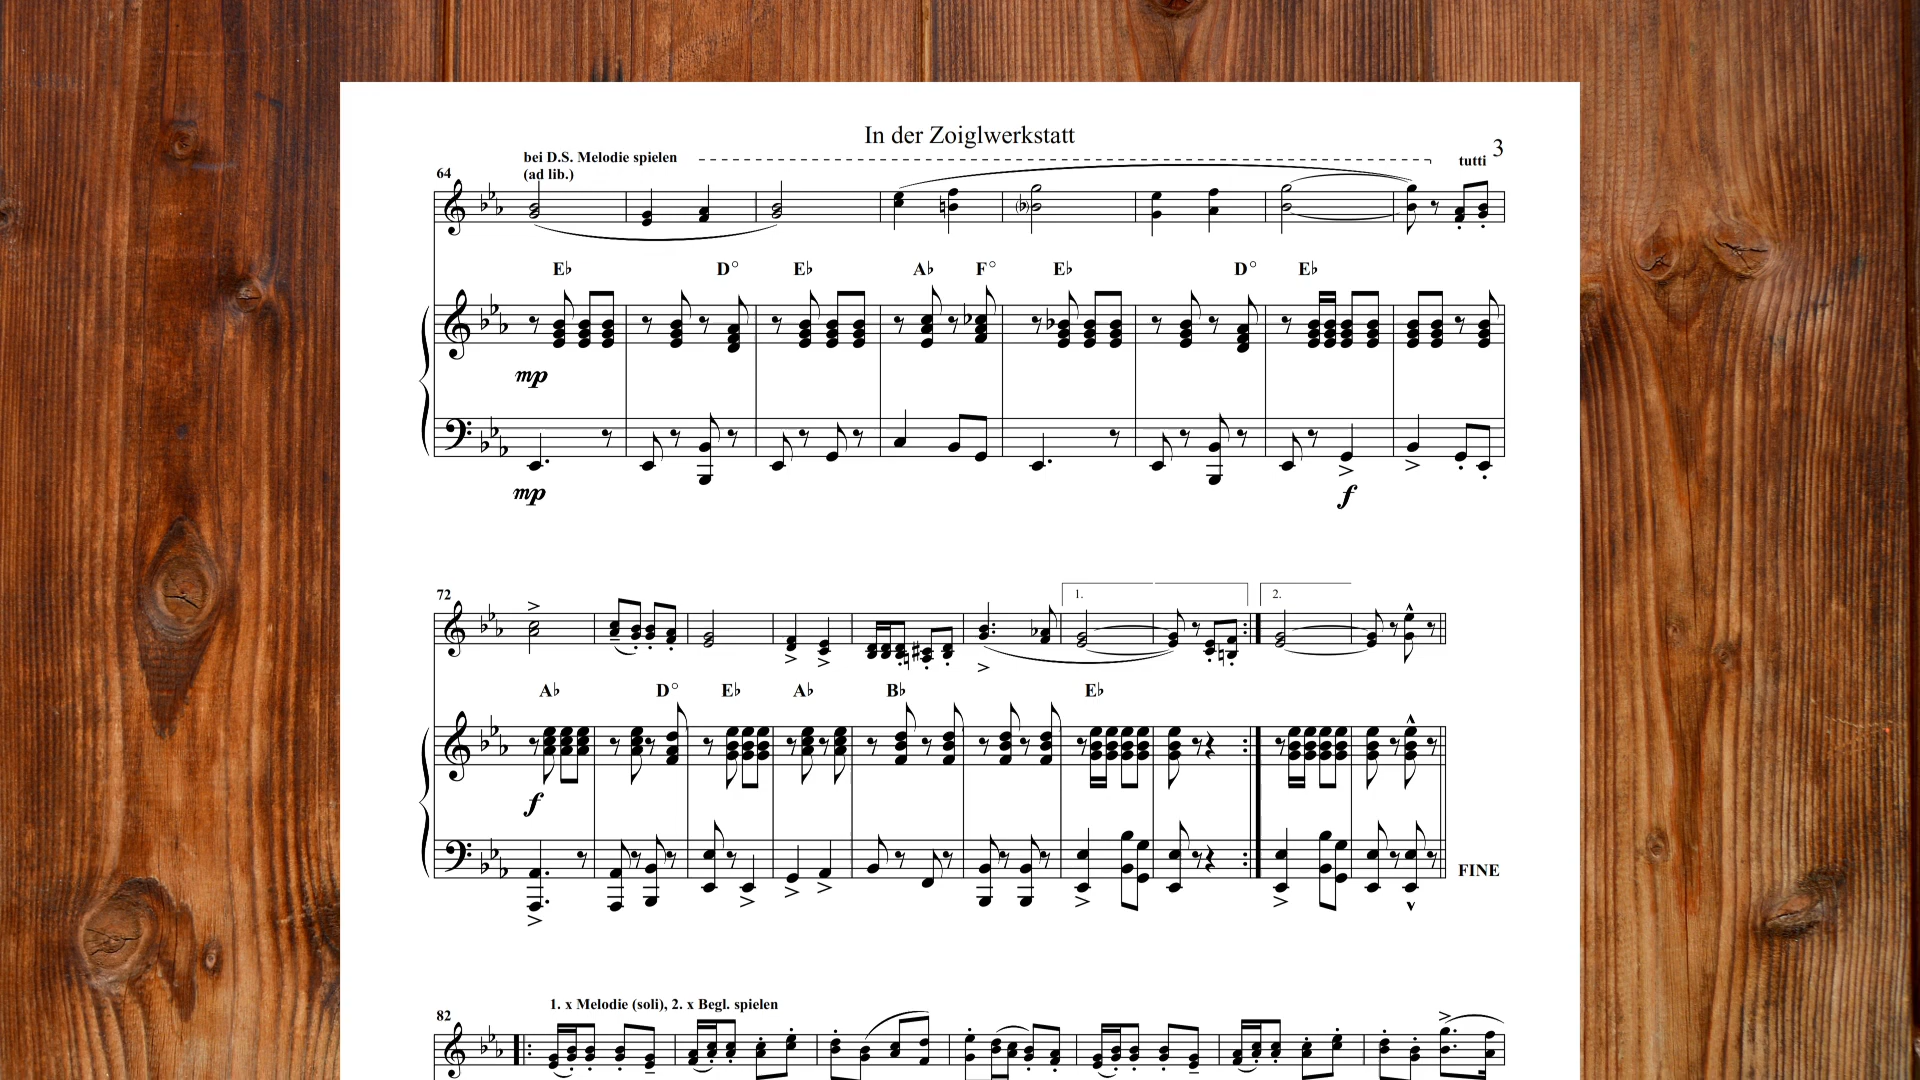 In der Zoiglwerkstatt
3
bei D.S. Melodie spielen
(ad lib.)
tutti
64
E♭ D° E♭ A♭ F° E♭ D° E♭
mp
mp
f
72
1. 2.
A♭ D° E♭ A♭ B♭ E♭
f
FINE
1. x Melodie (soli), 2. x Begl. spielen
82